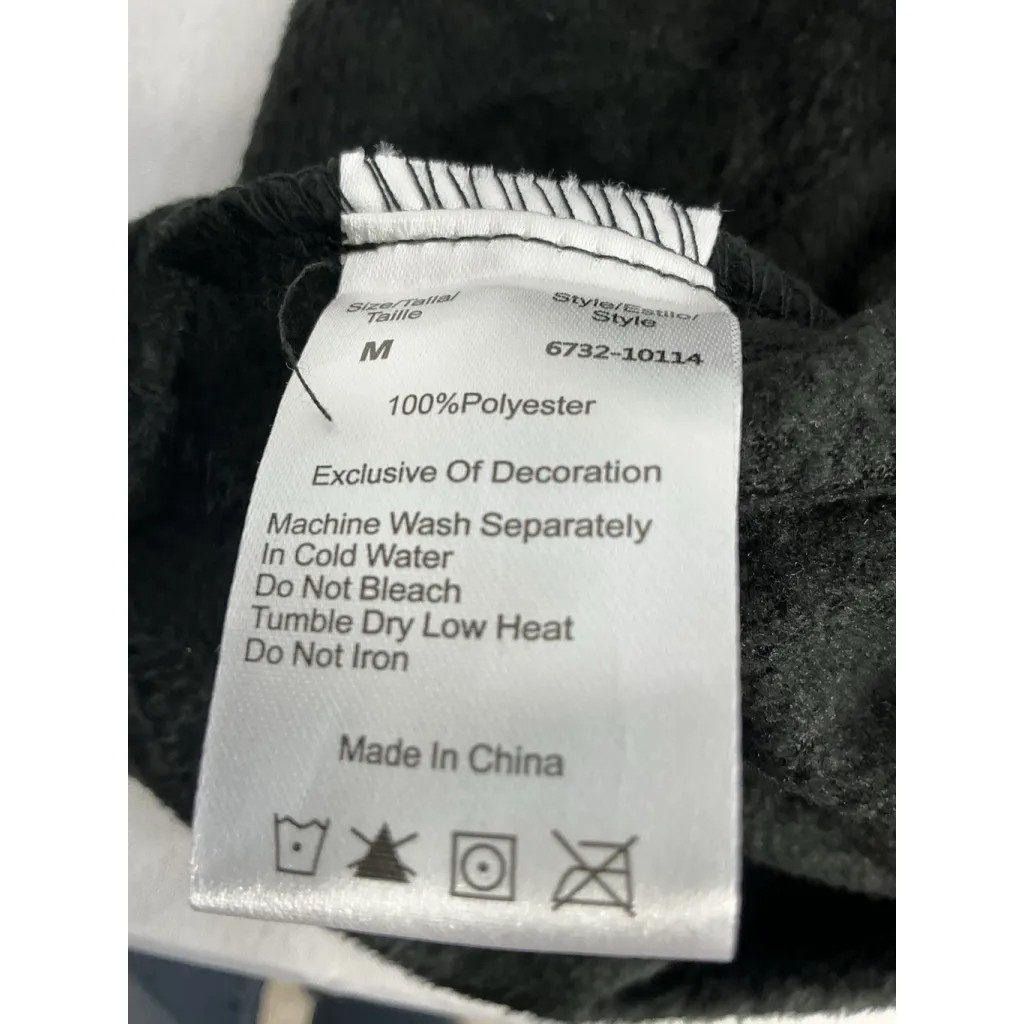 Size/Talla/ Style/Estilo/
Taille Style
M 6732-10114
100%Polyester
Exclusive Of Decoration
Machine Wash Separately
In Cold Water
Do Not Bleach
Tumble Dry Low Heat
Do Not Iron
Made In China